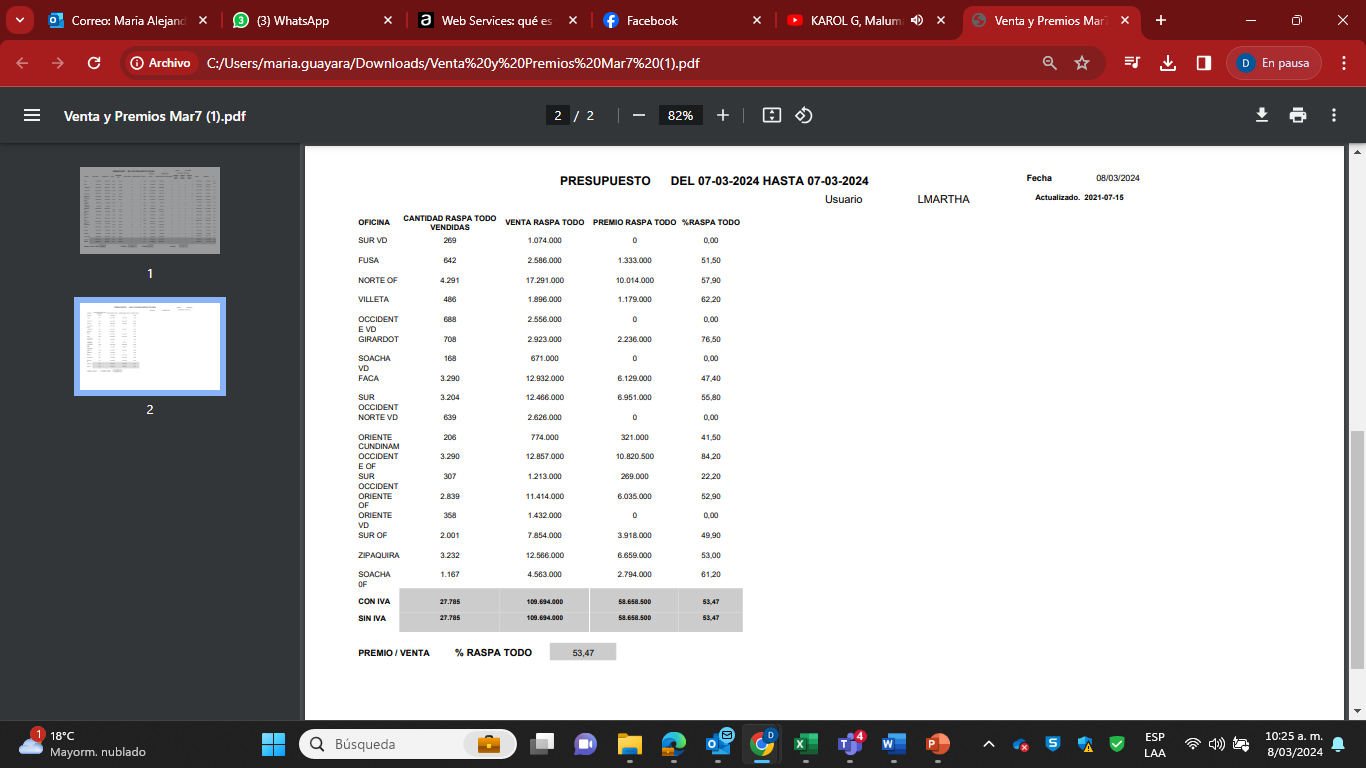 Correo: Maria Alejand
(3) WhatsApp
Web Services: qué es
Facebook
KAROL G, Maluma
Venta y Premios Mar7
Archivo
C:/Users/maria.guayara/Downloads/Venta%20y%20Premios%20Mar7%20(1).pdf
D En pausa
Venta y Premios Mar7 (1).pdf
2 / 2
82%
1
2
PRESUPUESTO DEL 07-03-2024 HASTA 07-03-2024
Fecha 08/03/2024
Usuario LMARTHA
Actualizado. 2021-07-15
OFICINA CANTIDAD RASPA TODO VENDIDAS VENTA RASPA TODO PREMIO RASPA TODO %RASPA TODO
SUR VD 269 1.074.000 0 0,00
FUSA 642 2.586.000 1.333.000 51,50
NORTE OF 4.291 17.291.000 10.014.000 57,90
VILLETA 486 1.896.000 1.179.000 62,20
OCCIDENT 688 2.556.000 0 0,00
E VD
GIRARDOT 708 2.923.000 2.236.000 76,50
SOACHA 168 671.000 0 0,00
VD
FACA 3.290 12.932.000 6.129.000 47,40
SUR 3.204 12.466.000 6.951.000 55,80
OCCIDENT
NORTE VD 639 2.626.000 0 0,00
ORIENTE 206 774.000 321.000 41,50
CUNDINAM
OCCIDENT 3.290 12.857.000 10.820.500 84,20
E OF
SUR 307 1.213.000 269.000 22,20
OCCIDENT
ORIENTE 2.839 11.414.000 6.035.000 52,90
OF
ORIENTE 358 1.432.000 0 0,00
VD
SUR OF 2.001 7.854.000 3.918.000 49,90
ZIPAQUIRA 3.232 12.566.000 6.659.000 53,00
SOACHA 1.167 4.563.000 2.794.000 61,20
0F
CON IVA 27.785 109.694.000 58.658.500 53,47
SIN IVA 27.785 109.694.000 58.658.500 53,47
PREMIO / VENTA % RASPA TODO 53,47
1
18°C
Mayorm. nublado
Búsqueda
4
ESP
LAA
10:25 a. m.
8/03/2024